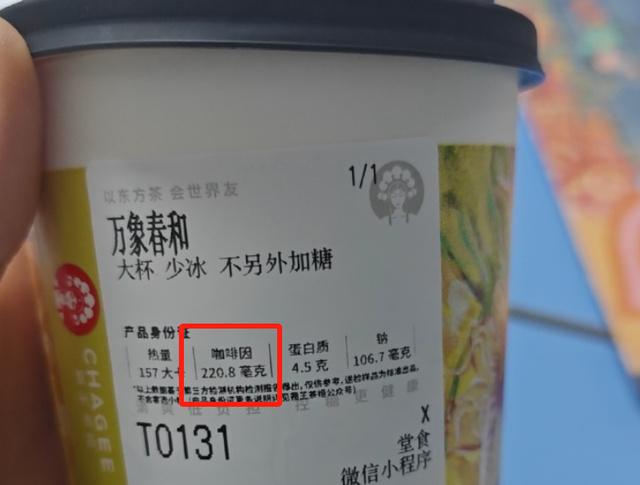 1/1
以东方茶 会世界友
万象春和
大杯 少冰 不另外加糖
产品身份证
热量 咖啡因 蛋白质 钠
157大卡 220.8 毫克 4.5 克 106.7 毫克
CHAGEE
T0131
X
堂食
微信小程序